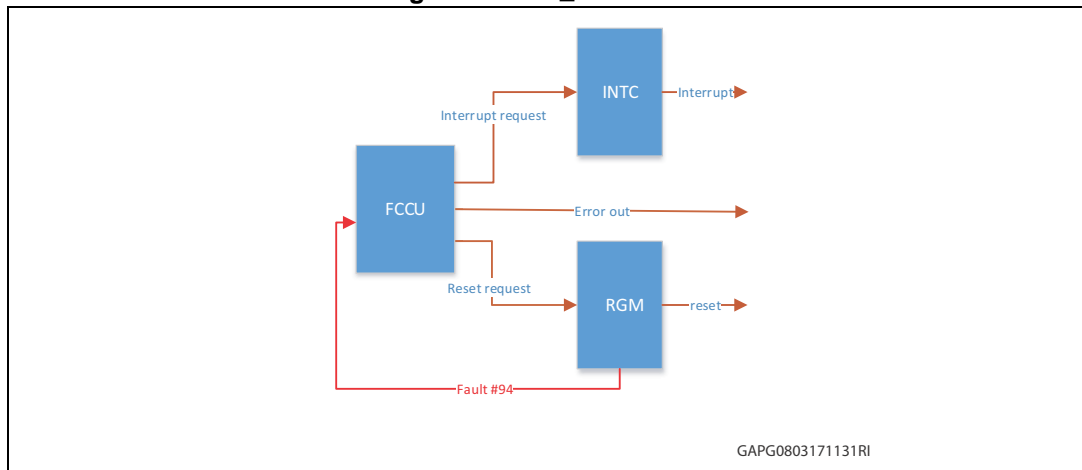 INTC
Interrupt
Interrupt request
FCCU
Error out
Reset request
RGM
reset
Fault #94
GAPG0803171131RI